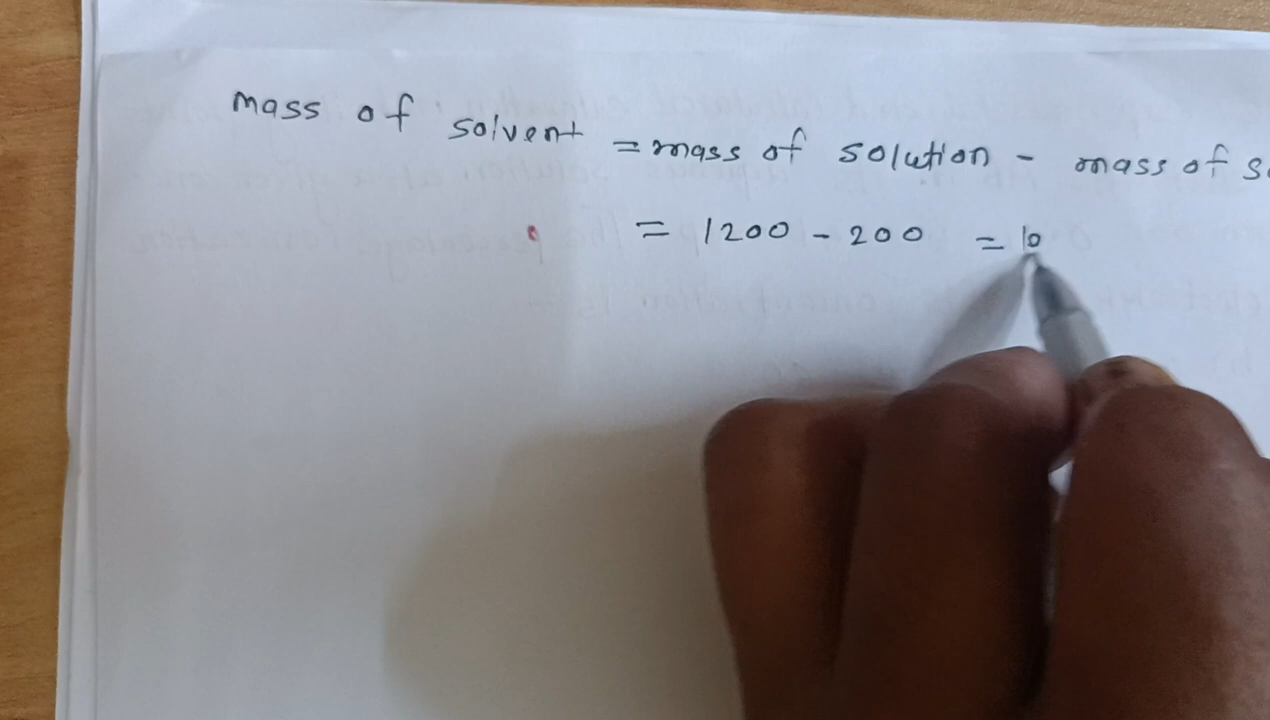 mass of solvent = mass of solution - mass of
= 1200 - 200 = 10